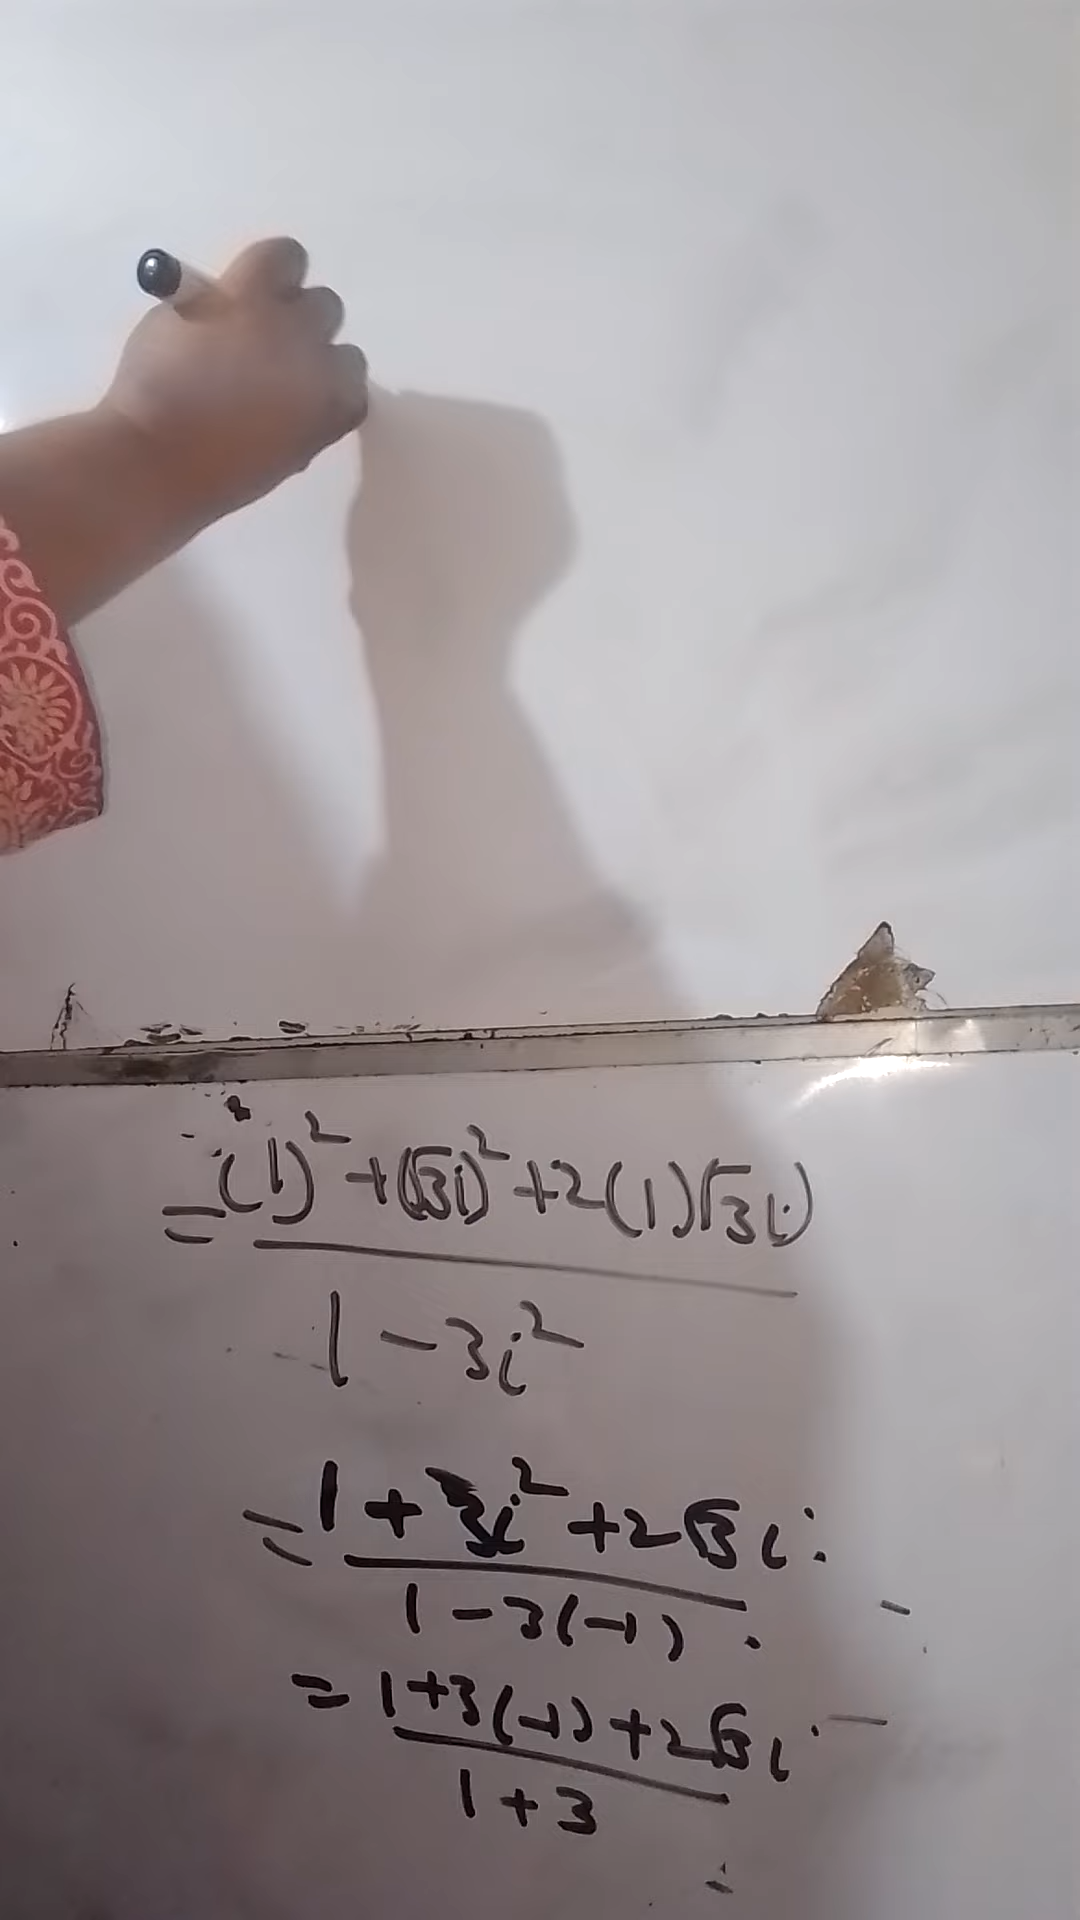 = (1)² + (√3i)² + 2(1)(√3i)
1 - 3i²
= 1 + 3i² + 2√3i
1 - 3(-1)
= 1 + 3(-1) + 2√3i
1 + 3